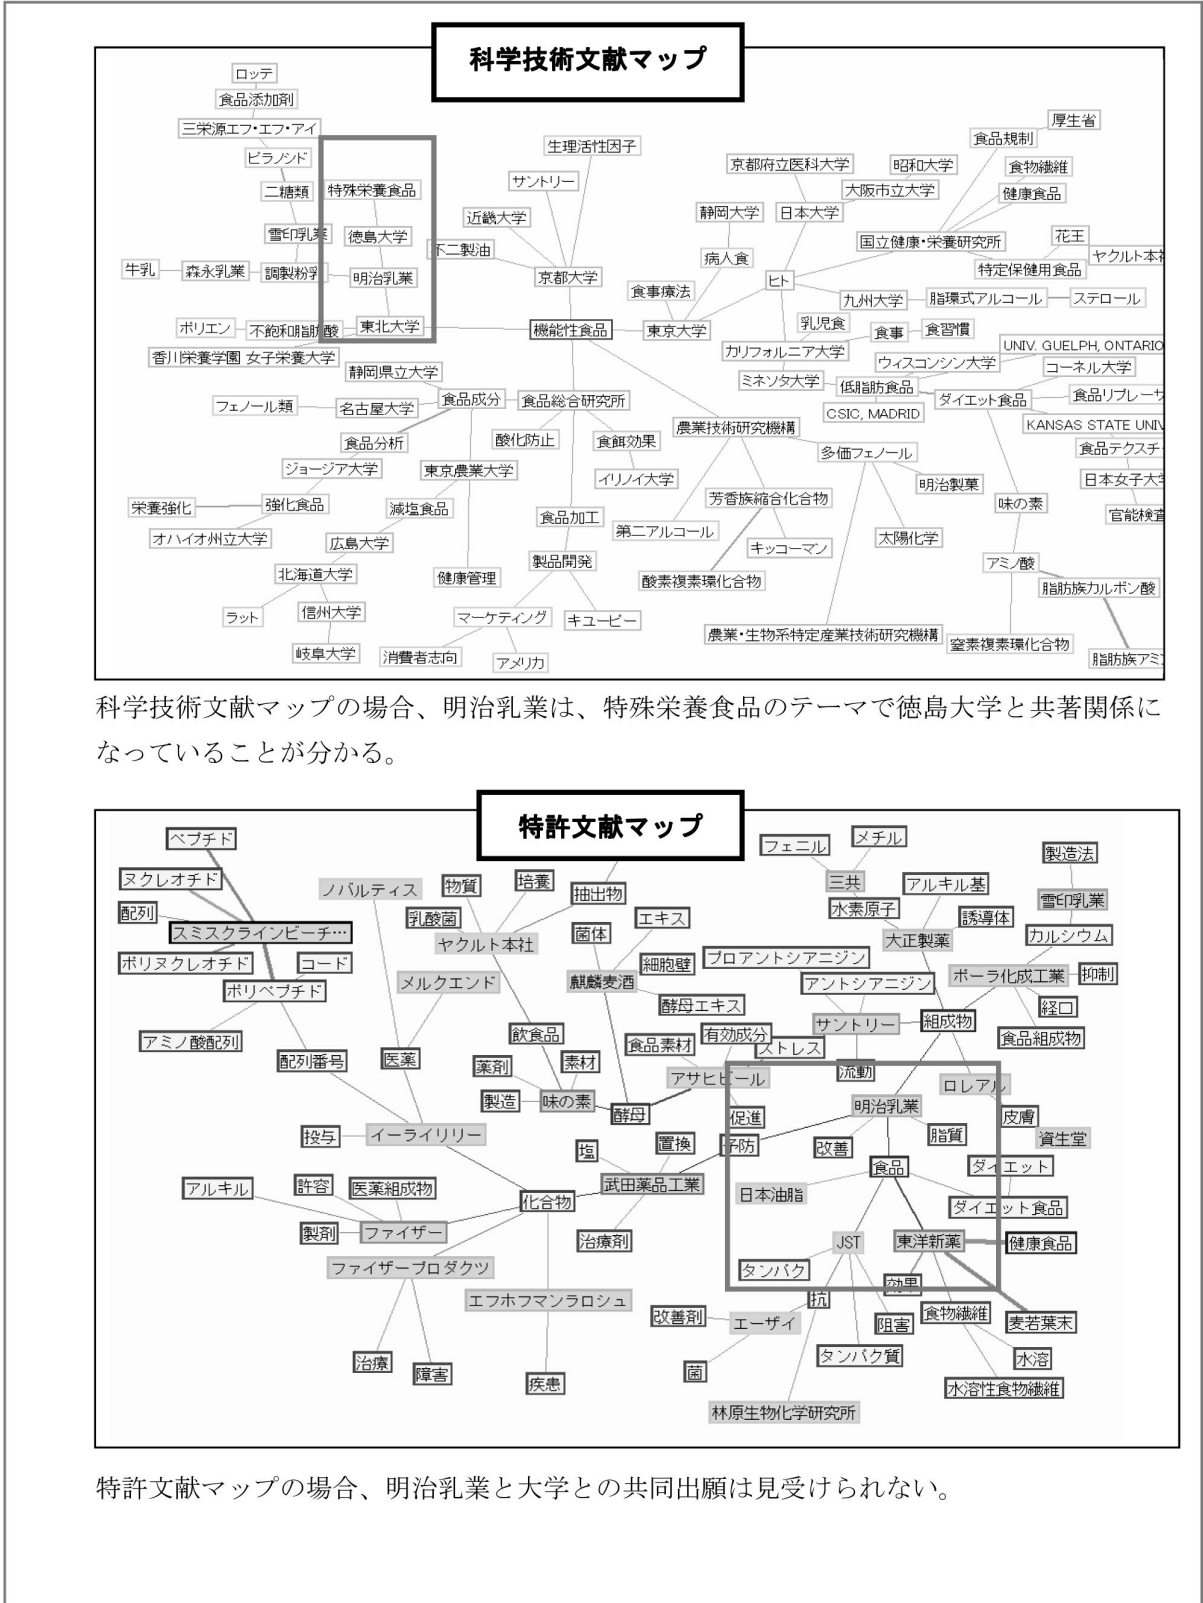 科学技術文献マップ
ロッテ
食品添加剤
三栄源エフ・エフ・アイ
ピラノシド
二糖類
特殊栄養食品
雪印乳業
徳島大学
牛乳
森永乳業
調製粉乳
明治乳業
ポリエン
不飽和脂肪酸
東北大学
香川栄養学園 女子栄養大学
生理活性因子
サントリー
近畿大学
不二製油
京都大学
機能性食品
東京大学
食事療法
病人食
静岡大学
京都府立医科大学
昭和大学
大阪市立大学
日本大学
ヒト
厚生省
食品規制
食物繊維
健康食品
国立健康・栄養研究所
花王
ヤクルト本社
特定保健用食品
九州大学
脂環式アルコール
ステロール
乳児食
食事
食習慣
カリフォルニア大学
ミネソタ大学
低脂肪食品
ウィスコンシン大学
UNIV. GUELPH, ONTARIO
コーネル大学
CSIC, MADRID
ダイエット食品
食品リプレーサ
KANSAS STATE UNIV
食品テクスチ
日本女子大学
官能検査
味の素
アミノ酸
脂肪族カルボン酸
窒素複素環化合物
脂肪族アミ
静岡県立大学
フェノール類
名古屋大学
食品成分
食品総合研究所
食品分析
酸化防止
食餌効果
ジョージア大学
東京農業大学
イリノイ大学
栄養強化
強化食品
減塩食品
オハイオ州立大学
広島大学
食品加工
北海道大学
健康管理
製品開発
ラット
信州大学
岐阜大学
マーケティング
キューピー
消費者志向
アメリカ
農業技術研究機構
多価フェノール
芳香族縮合化合物
明治製菓
第二アルコール
キッコーマン
太陽化学
酸素複素環化合物
農業・生物系特定産業技術研究機構
科学技術文献マップの場合、明治乳業は、特殊栄養食品のテーマで徳島大学と共著関係に
なっていることが分かる。
特許文献マップ
ペプチド
ヌクレオチド
配列
スミスクラインビーチ…
ポリヌクレオチド
コード
ポリペプチド
アミノ酸配列
配列番号
ノバルティス
メルクエンド
医薬
物質
培養
乳酸菌
ヤクルト本社
抽出物
菌体
エキス
麒麟麦酒
細胞壁
酵母エキス
飲食品
薬剤
素材
製造
味の素
酵母
食品素材
有効成分
ストレス
アサヒビール
促進
予防
フェニル
メチル
三共
水素原子
アルキル基
誘導体
大正製薬
製造法
雪印乳業
カルシウム
ポーラ化成工業
抑制
経口
食品組成物
プロアントシアニジン
アントシアニジン
サントリー
組成物
流動
ロレアル
皮膚
資生堂
明治乳業
改善
脂質
食品
日本油脂
ダイエット
ダイエット食品
JST
東洋新薬
健康食品
タンパク
効果
抗
食物繊維
麦若葉末
改善剤
エーザイ
阻害
菌
タンパク質
水溶
水溶性食物繊維
林原生物化学研究所
投与
イーライリリー
塩
置換
武田薬品工業
化合物
治療剤
アルキル
許容
医薬組成物
製剤
ファイザー
ファイザープロダクツ
エフホフマンラロシュ
治療
障害
疾患
特許文献マップの場合、明治乳業と大学との共同出願は見受けられない。